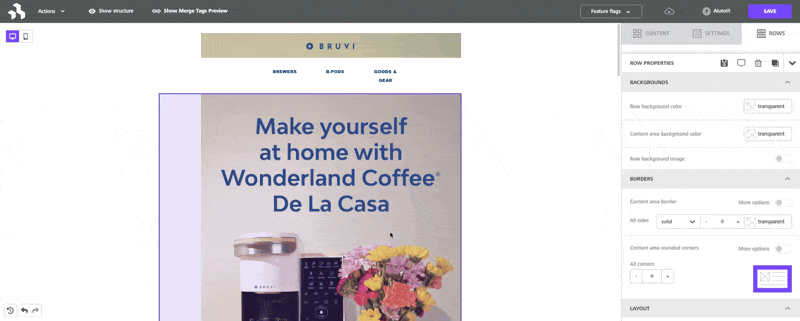 Actions
Show structure
Show Merge Tags Preview
Feature flags
Aiuto!!!
SAVE
CONTENT
SETTINGS
ROWS
BRUVI
BREWERS
B-PODS
GOODS &
GEAR
Make yourself
at home with
Wonderland Coffee®
De La Casa
BRUVI
ROW PROPERTIES
BACKGROUNDS
Row background color
transparent
Content area background color
transparent
Row background image
BORDERS
Content area border
More options
All sides
solid
- 0 +
transparent
Content area rounded corners
More options
All corners
- 0 +
LAYOUT